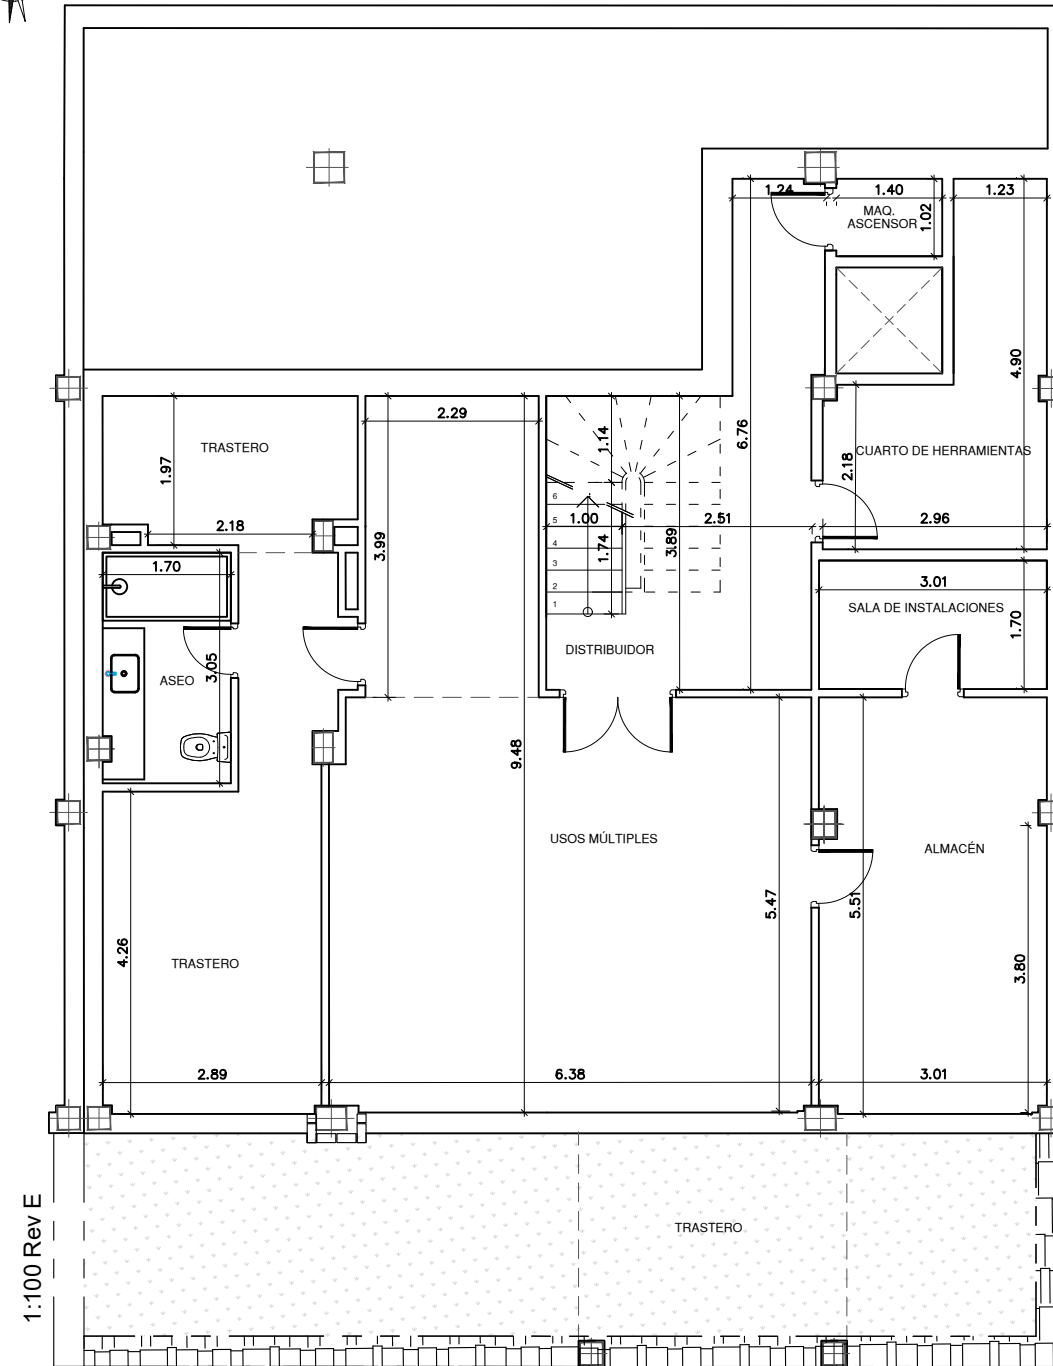 1.24
1.40
1.23
MAQ.
ASCENSOR
1.02
4.90
2.29
1.14
6.76
TRASTERO
1.97
CUARTO DE HERRAMIENTAS
2.18
2.18
1.00
2.51
2.96
3.99
1.74
3.89
6
5
4
3
2
1
1.70
3.01
SALA DE INSTALACIONES
1.70
DISTRIBUIDOR
ASEO
3.05
9.48
USOS MÚLTIPLES
ALMACÉN
5.47
5.51
4.26
TRASTERO
3.80
2.89
6.38
3.01
TRASTERO
1:100 Rev E